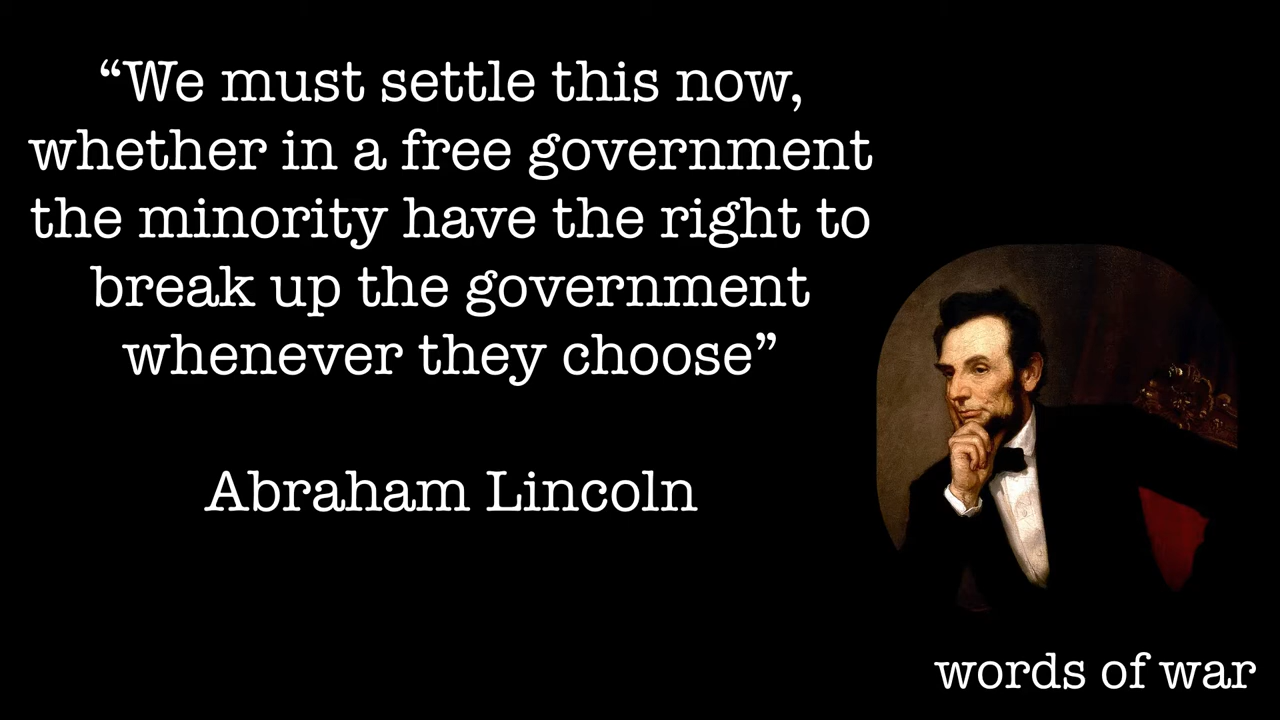 “We must settle this now,
whether in a free government
the minority have the right to
break up the government
whenever they choose”
Abraham Lincoln
words of war